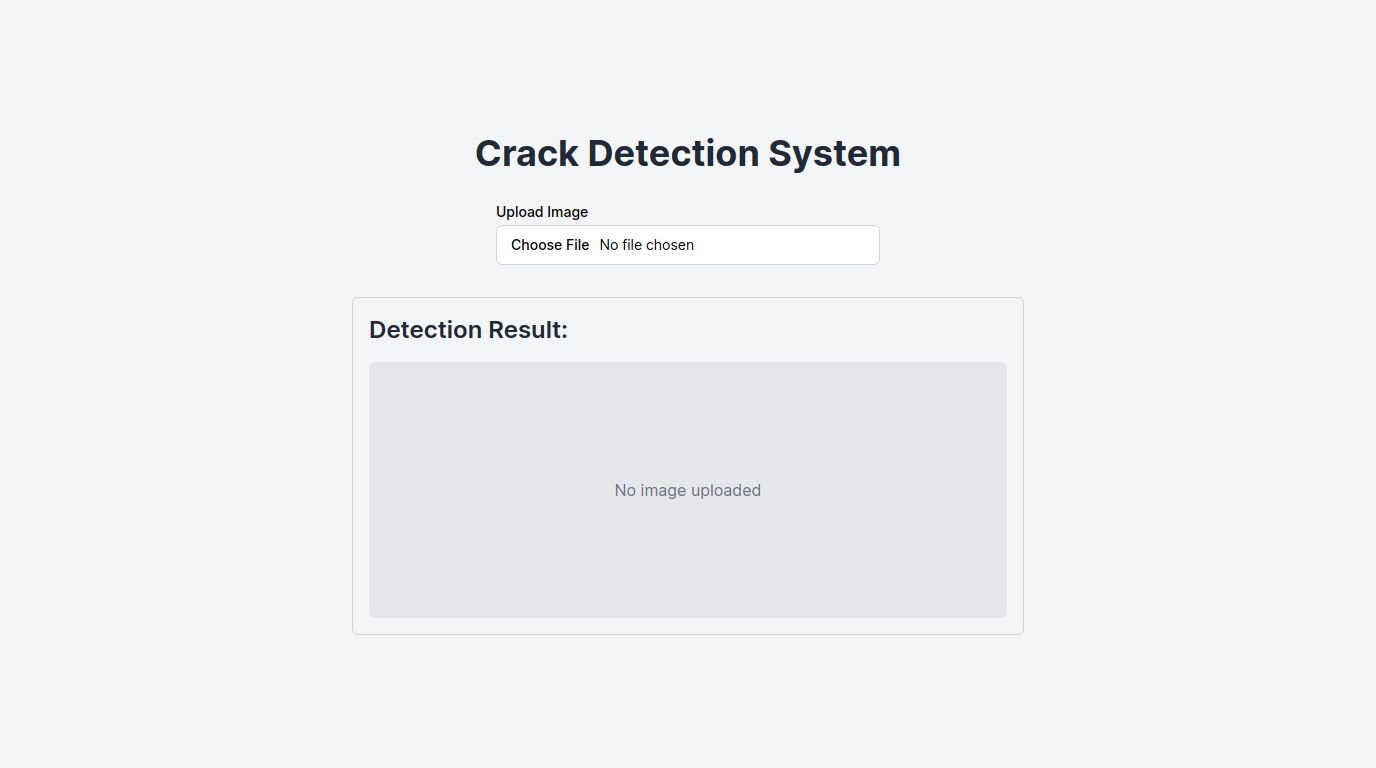 Crack Detection System
Upload Image
Choose File No file chosen
Detection Result:
No image uploaded